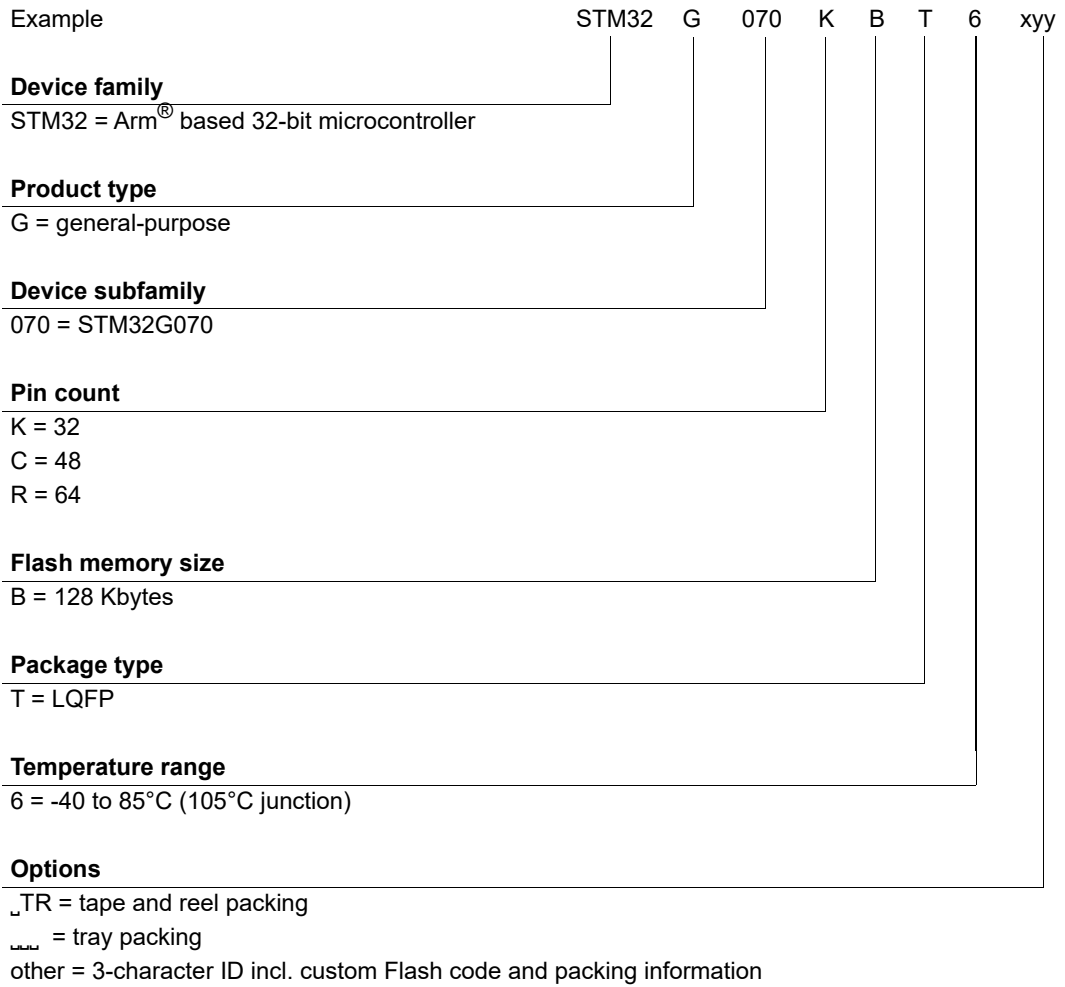 Example STM32 G 070 K B T 6 xyy
Device family
STM32 = Arm® based 32-bit microcontroller
Product type
G = general-purpose
Device subfamily
070 = STM32G070
Pin count
K = 32
C = 48
R = 64
Flash memory size
B = 128 Kbytes
Package type
T = LQFP
Temperature range
6 = -40 to 85°C (105°C junction)
Options
␣TR = tape and reel packing
␣␣␣ = tray packing
other = 3-character ID incl. custom Flash code and packing information